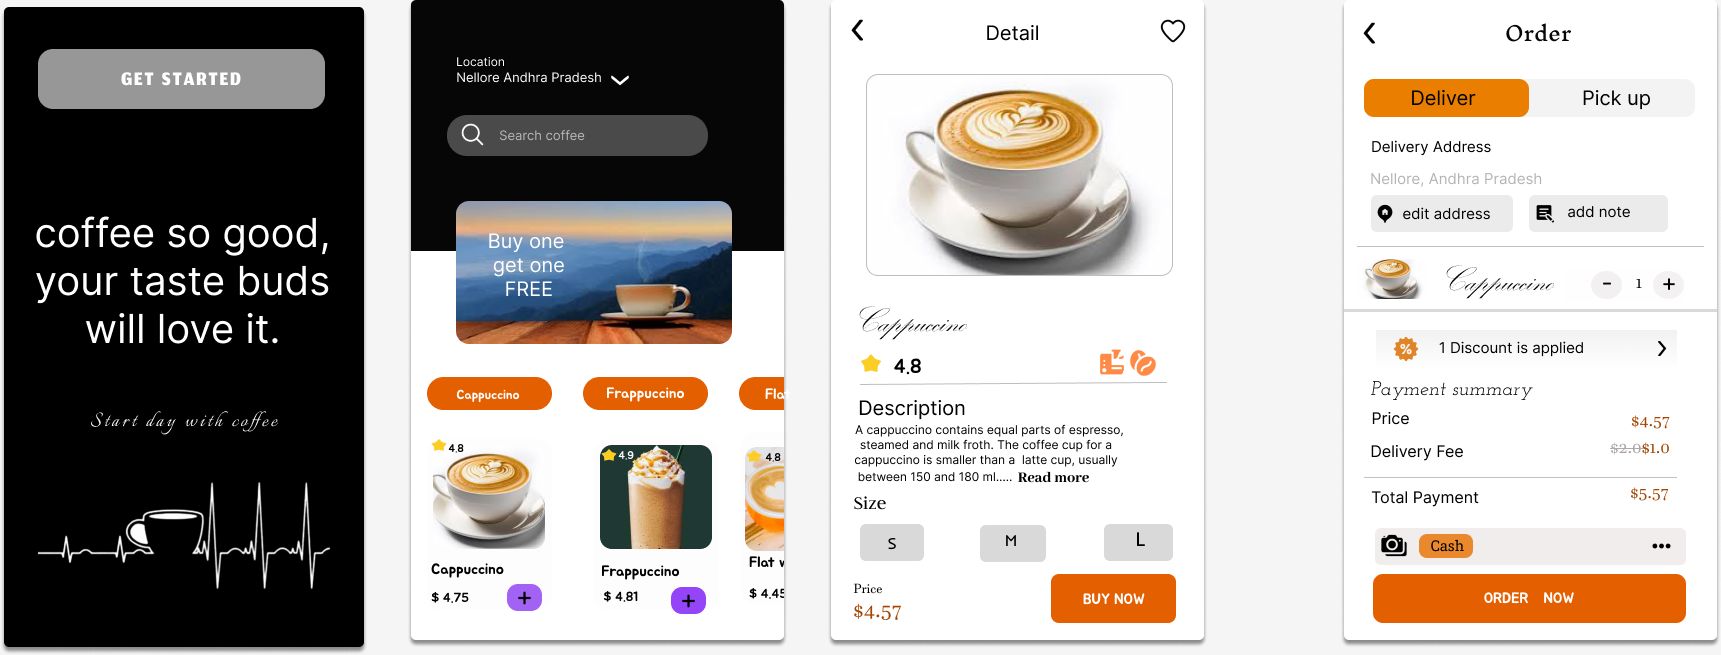 GET STARTED
coffee so good,
your taste buds
will love it.
Start day with coffee
Location
Nellore Andhra Pradesh
Search coffee
Buy one
get one
FREE
Cappuccino
Frappuccino
Flat
4.8
4.9
4.8
Cappuccino
Frappuccino
Flat w
$ 4.75
$ 4.81
$ 4.45
Detail
Cappuccino
4.8
Description
A cappuccino contains equal parts of espresso,
steamed and milk froth. The coffee cup for a
cappuccino is smaller than a latte cup, usually
between 150 and 180 ml..... Read more
Size
S
M
L
Price
$4.57
BUY NOW
Order
Deliver
Pick up
Delivery Address
Nellore, Andhra Pradesh
edit address
add note
Cappuccino
- 1 +
% 1 Discount is applied
Payment summary
Price $4.57
Delivery Fee $2.0$1.0
Total Payment $5.57
Cash
ORDER NOW